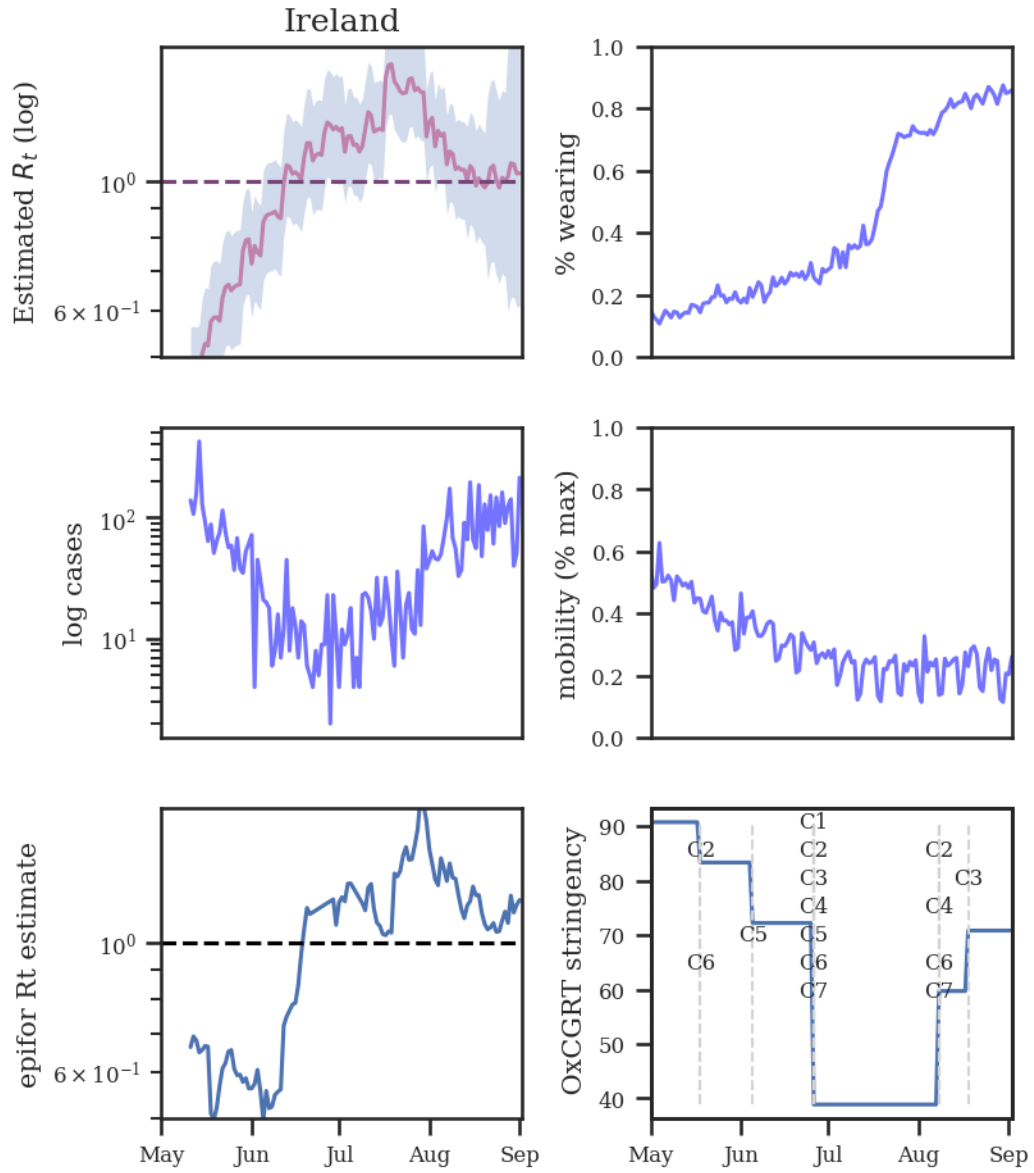 Ireland
Estimated R_t (log)
10^0
6 × 10^-1
% wearing
1.0
0.8
0.6
0.4
0.2
0.0
log cases
10^2
10^1
mobility (% max)
1.0
0.8
0.6
0.4
0.2
0.0
epifor Rt estimate
10^0
6 × 10^-1
May Jun Jul Aug Sep
OxCGRT stringency
90
80
70
60
50
40
C1
C2 C2 C2
C3 C3
C4 C4
C5 C5
C6 C6 C6
C7 C7
May Jun Jul Aug Sep